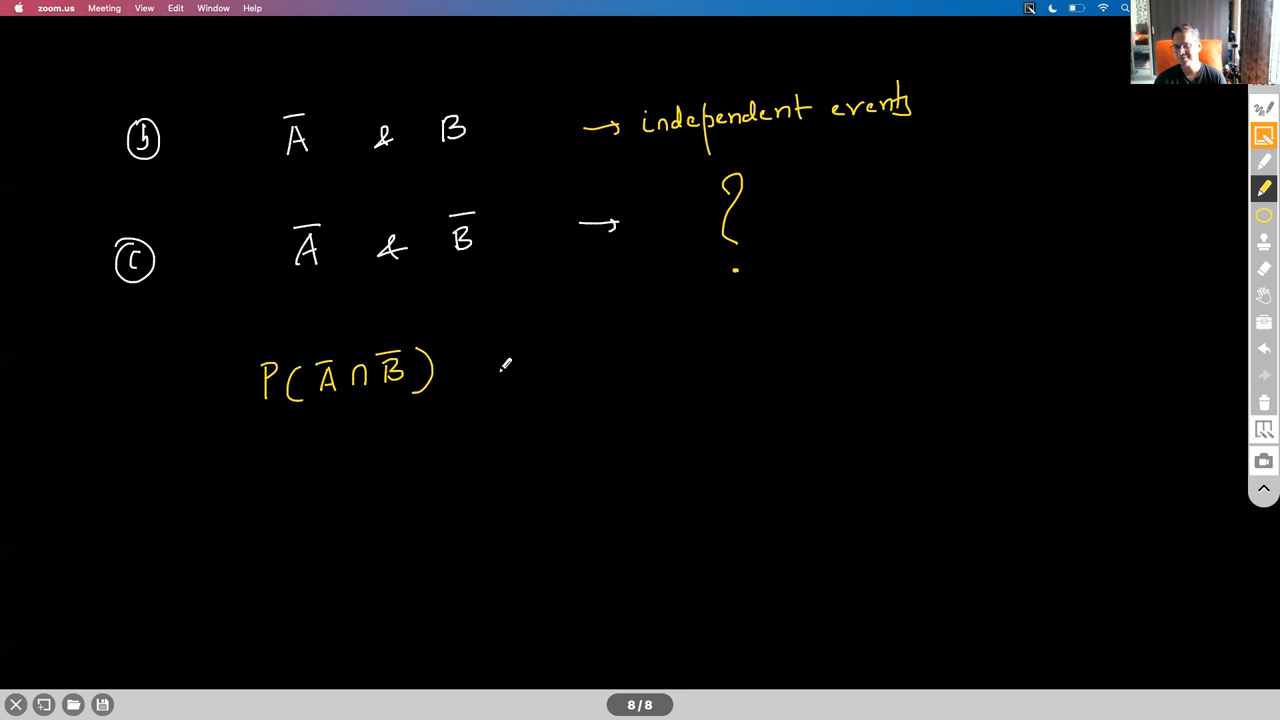 zoom.us Meeting View Edit Window Help
ⓑ A̅ & B → independent events
ⓒ A̅ & B̅ → ?
P(A̅ ∩ B̅)
8/8